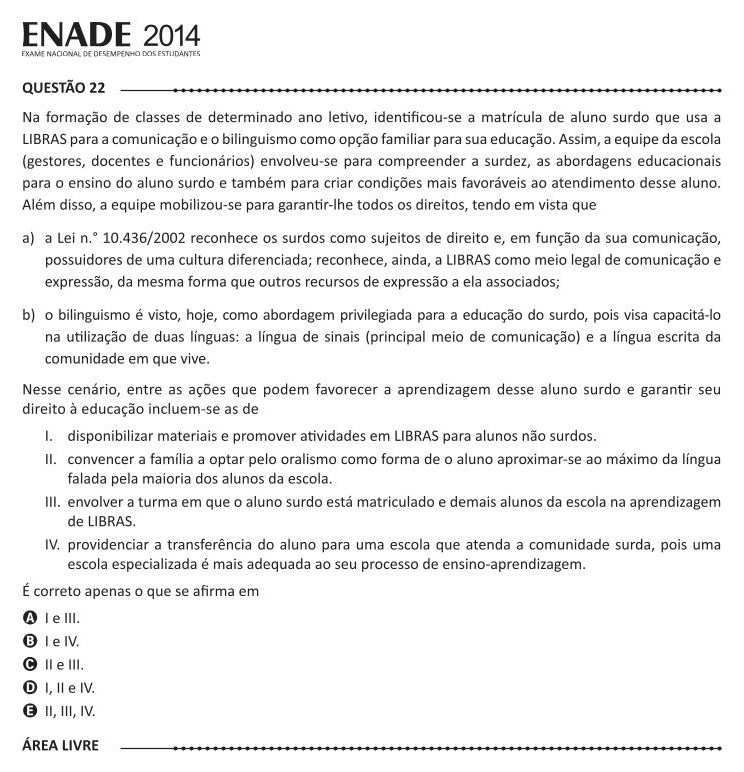 ENADE 2014
EXAME NACIONAL DE DESEMPENHO DOS ESTUDANTES
QUESTÃO 22
Na formação de classes de determinado ano letivo, identificou-se a matrícula de aluno surdo que usa a
LIBRAS para a comunicação e o bilinguismo como opção familiar para sua educação. Assim, a equipe da escola
(gestores, docentes e funcionários) envolveu-se para compreender a surdez, as abordagens educacionais
para o ensino do aluno surdo e também para criar condições mais favoráveis ao atendimento desse aluno.
Além disso, a equipe mobilizou-se para garantir-lhe todos os direitos, tendo em vista que
a) a Lei n.° 10.436/2002 reconhece os surdos como sujeitos de direito e, em função da sua comunicação,
possuidores de uma cultura diferenciada; reconhece, ainda, a LIBRAS como meio legal de comunicação e
expressão, da mesma forma que outros recursos de expressão a ela associados;
b) o bilinguismo é visto, hoje, como abordagem privilegiada para a educação do surdo, pois visa capacitá-lo
na utilização de duas línguas: a língua de sinais (principal meio de comunicação) e a língua escrita da
comunidade em que vive.
Nesse cenário, entre as ações que podem favorecer a aprendizagem desse aluno surdo e garantir seu
direito à educação incluem-se as de
I. disponibilizar materiais e promover atividades em LIBRAS para alunos não surdos.
II. convencer a família a optar pelo oralismo como forma de o aluno aproximar-se ao máximo da língua
falada pela maioria dos alunos da escola.
III. envolver a turma em que o aluno surdo está matriculado e demais alunos da escola na aprendizagem
de LIBRAS.
IV. providenciar a transferência do aluno para uma escola que atenda a comunidade surda, pois uma
escola especializada é mais adequada ao seu processo de ensino-aprendizagem.
É correto apenas o que se afirma em
A I e III.
B I e IV.
C II e III.
D I, II e IV.
E II, III, IV.
ÁREA LIVRE